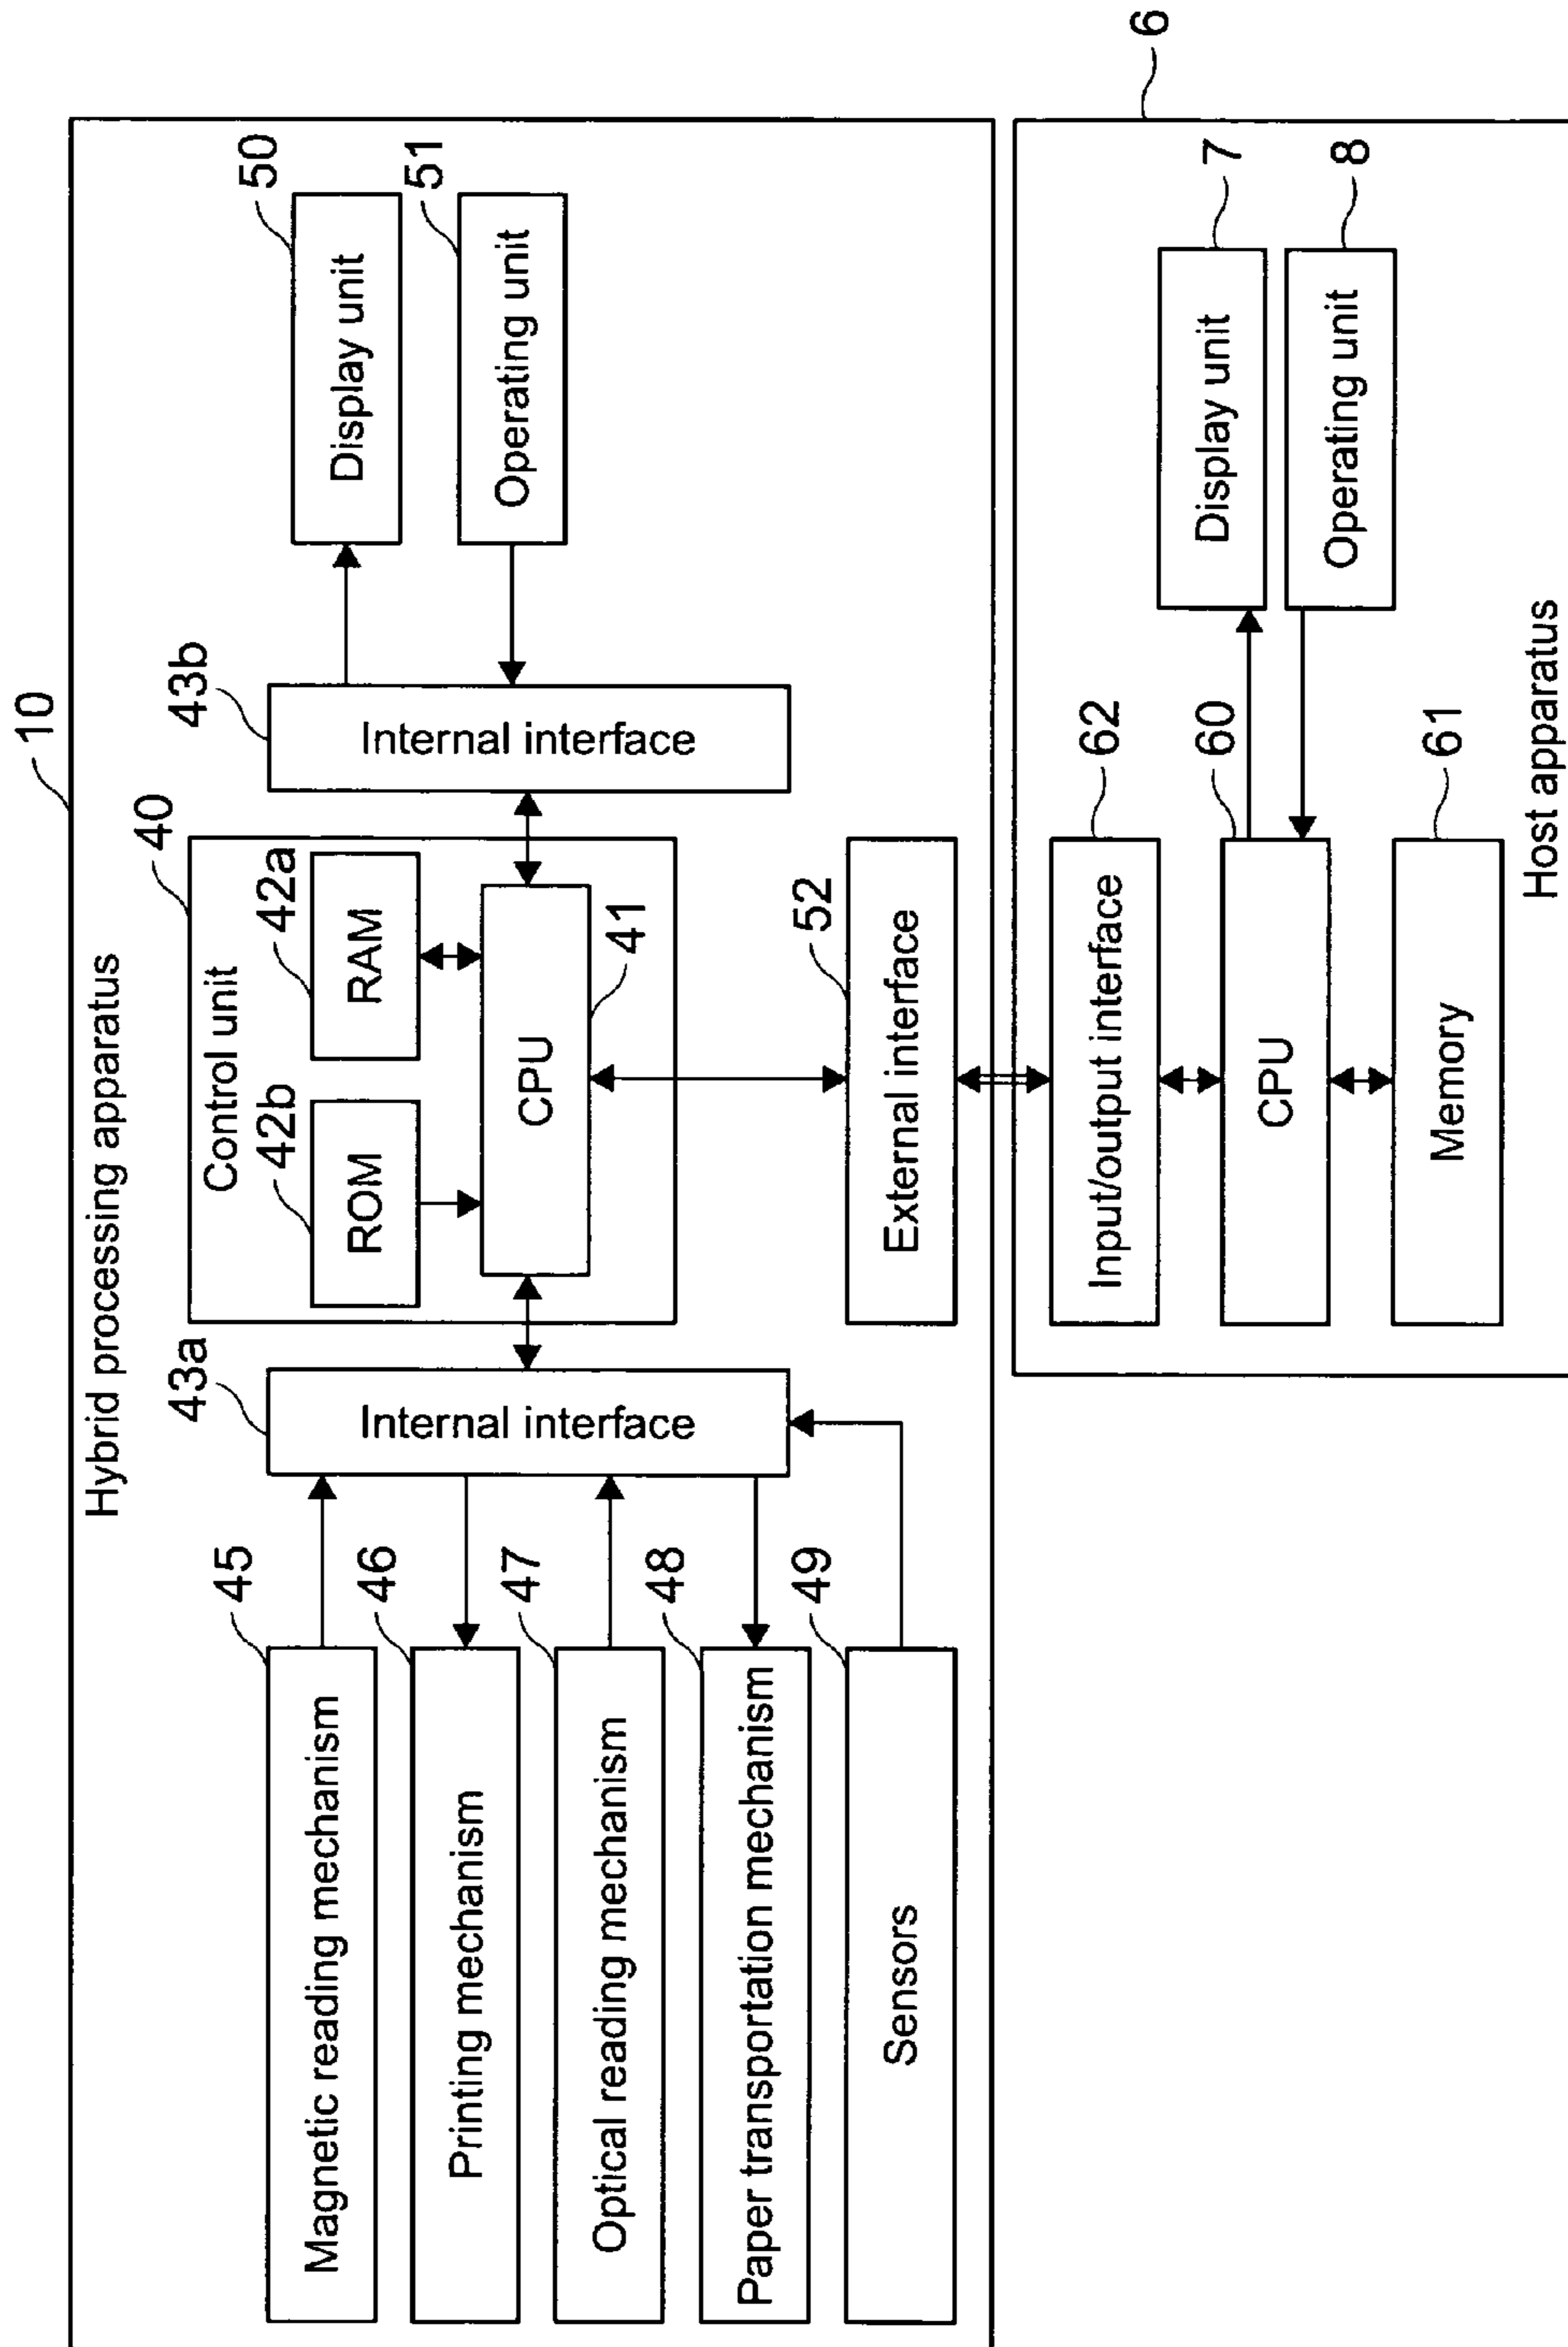 10
Hybrid processing apparatus
45
Magnetic reading mechanism
46
Printing mechanism
47
Optical reading mechanism
48
Paper transportation mechanism
49
Sensors
43a
Internal interface
40
Control unit
42b
ROM
42a
RAM
CPU
41
43b
Internal interface
50
Display unit
51
Operating unit
52
External interface
6
62
Input/output interface
60
CPU
61
Memory
7
Display unit
8
Operating unit
Host apparatus